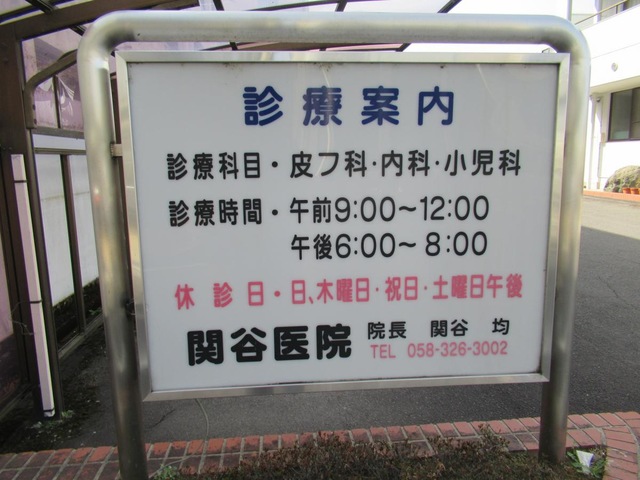 診療案内
診療科目・皮フ科・内科・小児科
診療時間・午前9:00～12:00
午後6:00～8:00
休診日・日、木曜日・祝日・土曜日午後
関谷医院 院長 関谷 均
TEL 058-326-3002